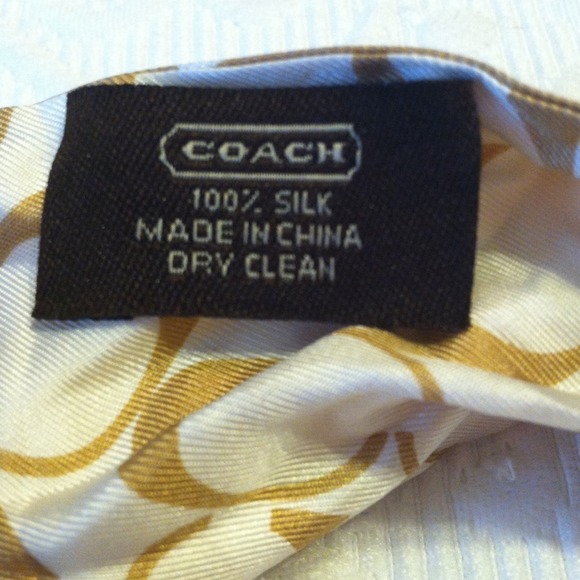 COACH
100% SILK
MADE IN CHINA
DRY CLEAN